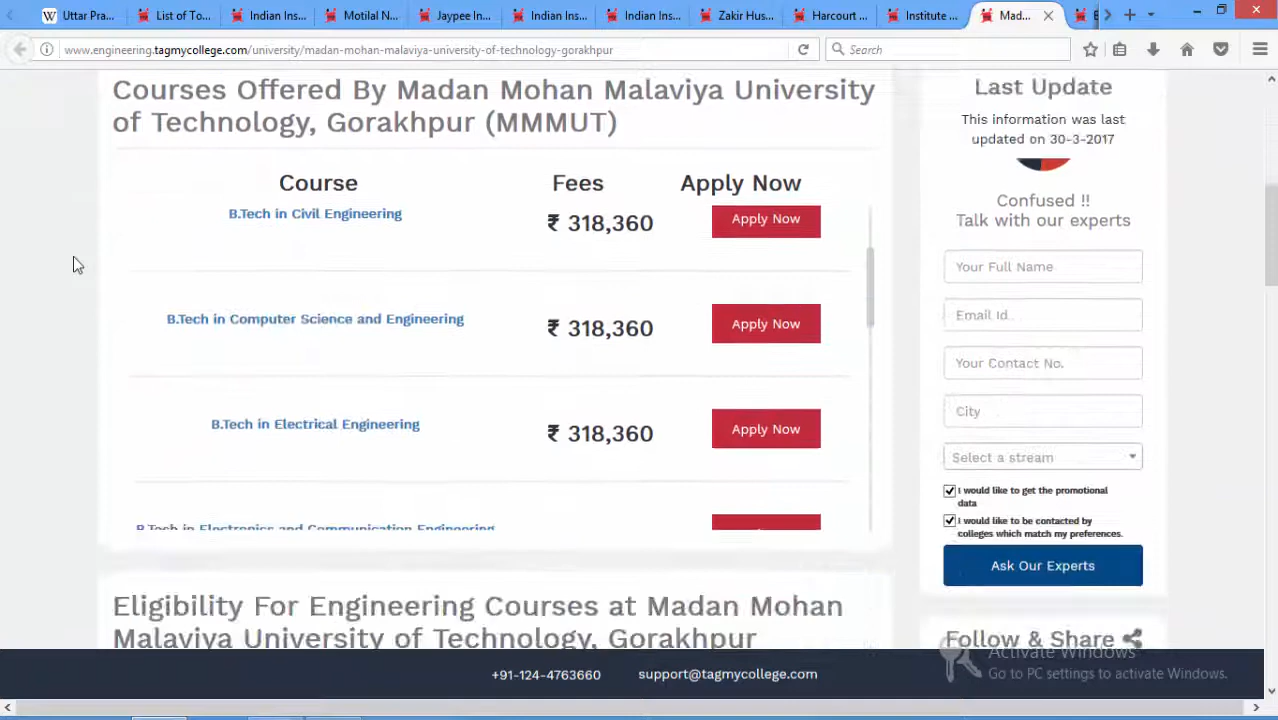 Uttar Pra...
List of To...
Indian Ins...
Motilal N...
Jaypee In...
Indian Ins...
Indian Ins...
Zakir Hus...
Harcourt ...
Institute ...
Mad...
www.engineering.tagmycollege.com/university/madan-mohan-malaviya-university-of-technology-gorakhpur
Search
Courses Offered By Madan Mohan Malaviya University
of Technology, Gorakhpur (MMMUT)
Course Fees Apply Now
B.Tech in Civil Engineering ₹ 318,360 Apply Now
B.Tech in Computer Science and Engineering ₹ 318,360 Apply Now
B.Tech in Electrical Engineering ₹ 318,360 Apply Now
B.Tech in Electronics and Communication Engineering
Eligibility For Engineering Courses at Madan Mohan
Malaviya University of Technology, Gorakhpur
Last Update
This information was last
updated on 30-3-2017
Confused !!
Talk with our experts
Your Full Name
Email Id..
Your Contact No.
City
Select a stream
I would like to get the promotional
data
I would like to be contacted by
colleges which match my preferences.
Ask Our Experts
Follow & Share
Activate Windows
Go to PC settings to activate Windows.
+91-124-4763660 support@tagmycollege.com